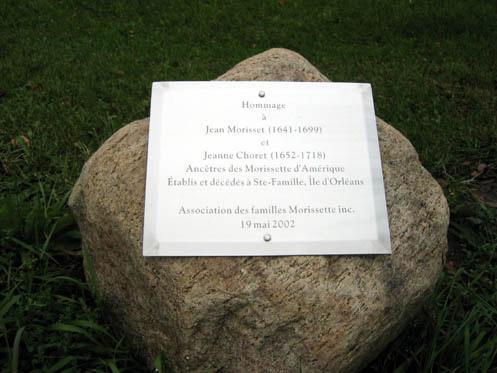 Hommage
à
Jean Morisset (1641-1699)
et
Jeanne Choret (1652-1718)
Ancêtres des Morissette d'Amérique
Établis et décédés à Ste-Famille, Île d'Orléans
Association des familles Morissette inc.
19 mai 2002